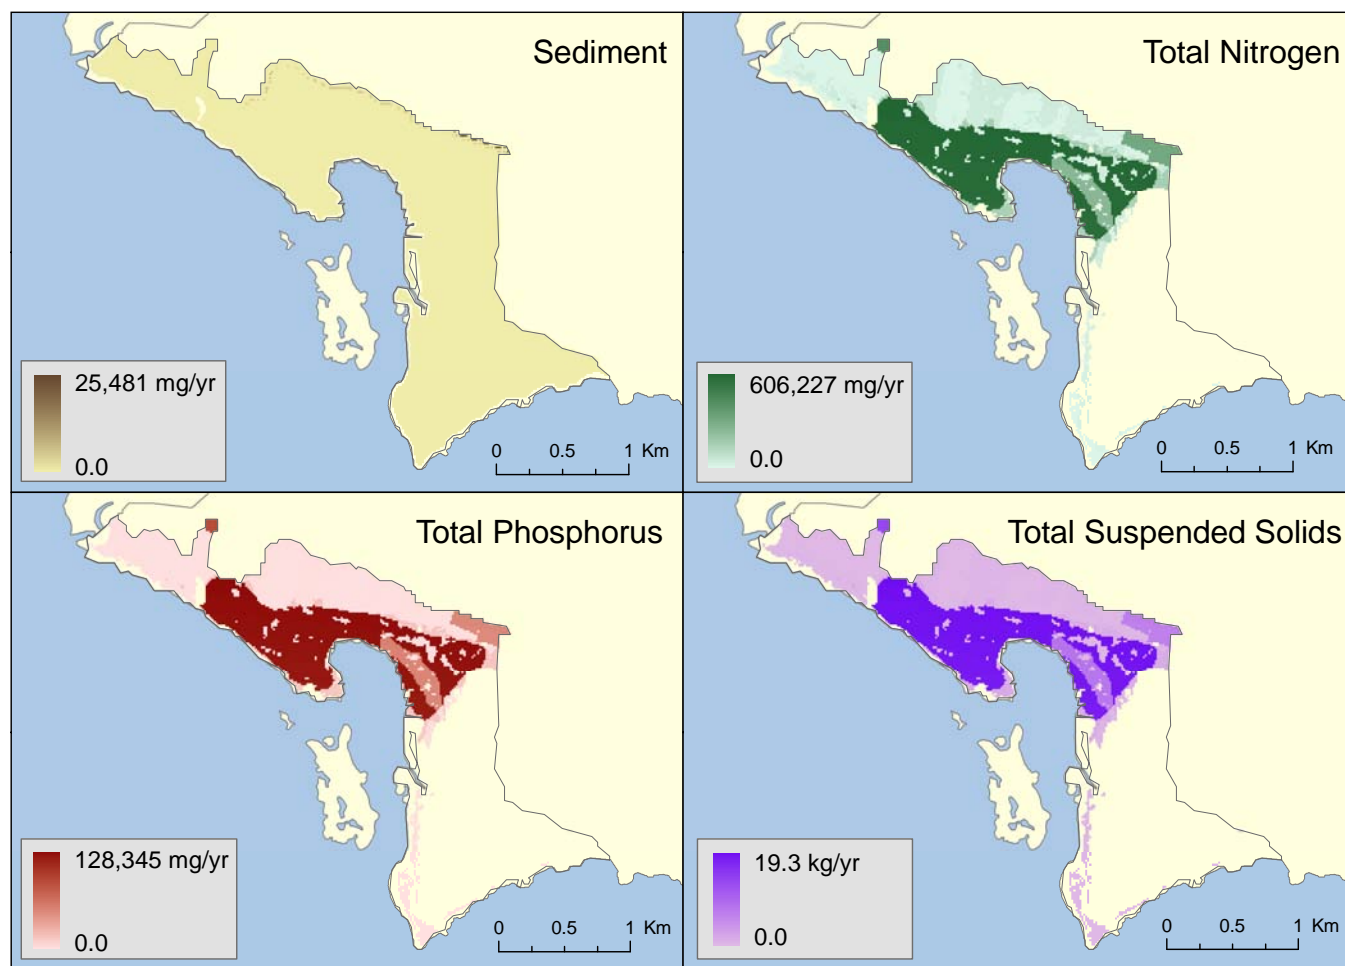 Sediment
25,481 mg/yr
0.0
0 0.5 1 Km
Total Nitrogen
606,227 mg/yr
0.0
0 0.5 1 Km
Total Phosphorus
128,345 mg/yr
0.0
0 0.5 1 Km
Total Suspended Solids
19.3 kg/yr
0.0
0 0.5 1 Km